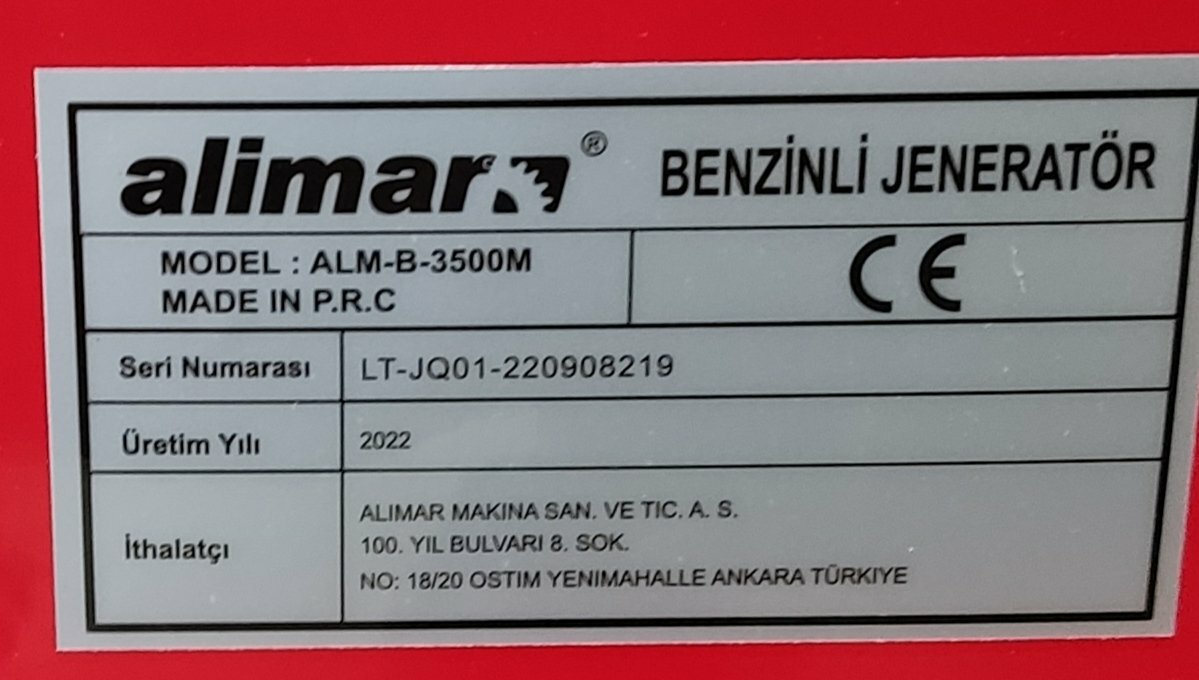 alimar ® BENZİNLİ JENERATÖR
MODEL : ALM-B-3500M
MADE IN P.R.C
CE
Seri Numarası LT-JQ01-220908219
Üretim Yılı 2022
İthalatçı
ALIMAR MAKINA SAN. VE TIC. A. S.
100. YIL BULVARI 8. SOK.
NO: 18/20 OSTIM YENIMAHALLE ANKARA TÜRKIYE